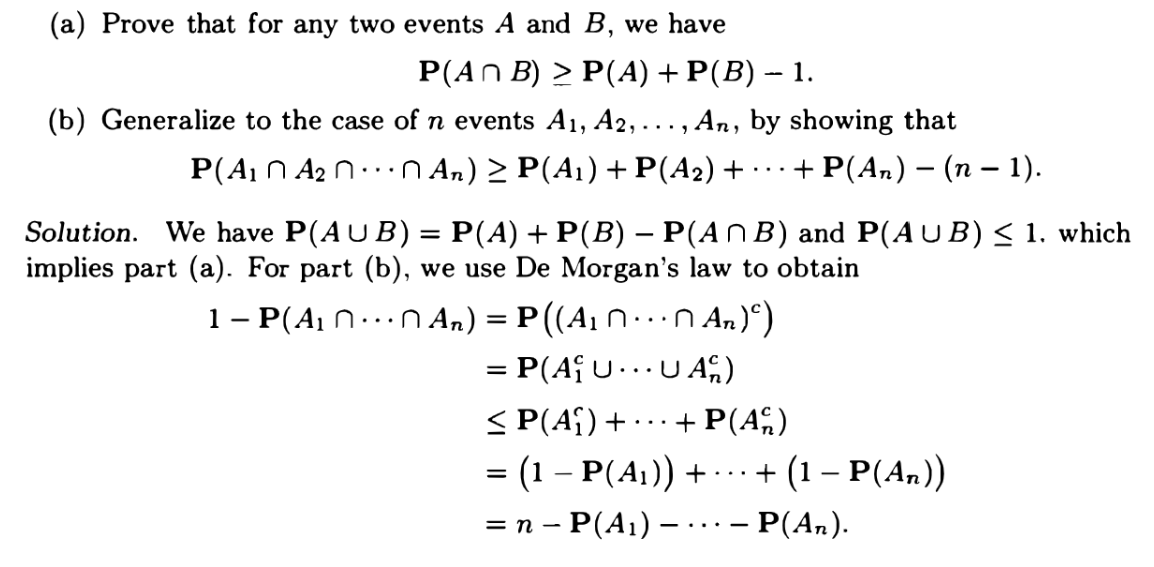 (a) Prove that for any two events A and B, we have
P(A ∩ B) ≥ P(A) + P(B) − 1.
(b) Generalize to the case of n events A₁, A₂, . . . , Aₙ, by showing that
P(A₁ ∩ A₂ ∩ · · · ∩ Aₙ) ≥ P(A₁) + P(A₂) + · · · + P(Aₙ) − (n − 1).
Solution. We have P(A ∪ B) = P(A) + P(B) − P(A ∩ B) and P(A ∪ B) ≤ 1. which
implies part (a). For part (b), we use De Morgan's law to obtain
1 − P(A₁ ∩ · · · ∩ Aₙ) = P((A₁ ∩ · · · ∩ Aₙ)ᶜ)
= P(A₁ᶜ ∪ · · · ∪ Aₙᶜ)
≤ P(A₁ᶜ) + · · · + P(Aₙᶜ)
= (1 − P(A₁)) + · · · + (1 − P(Aₙ))
= n − P(A₁) − · · · − P(Aₙ).